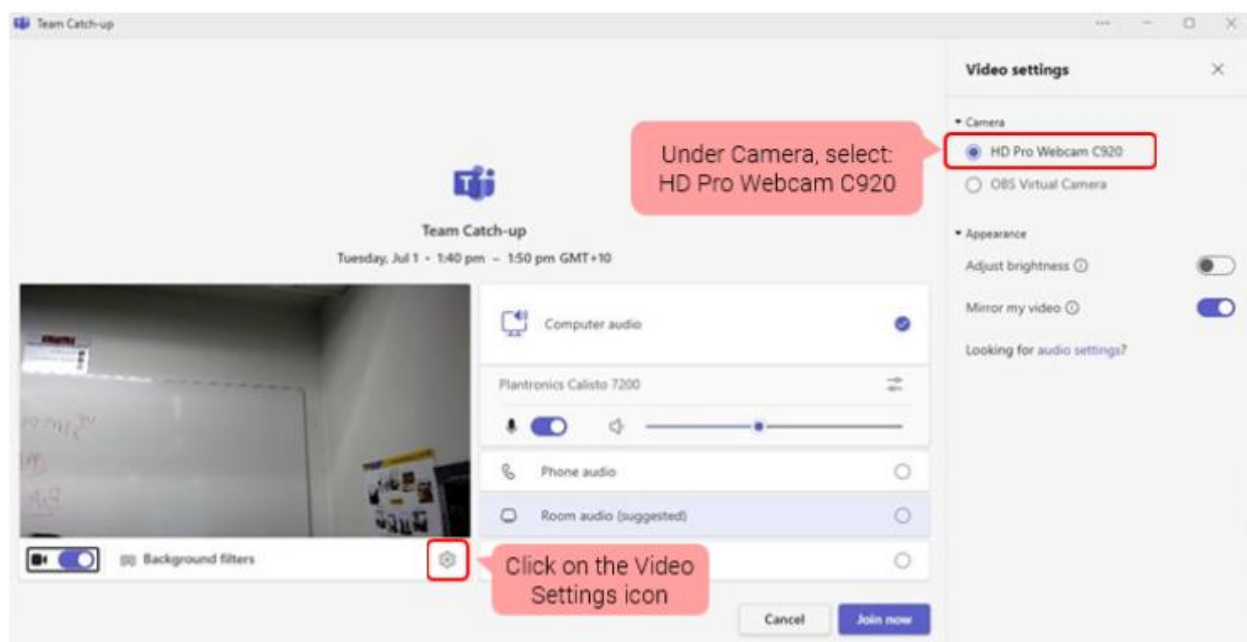 Team Catch-up
Video settings
Camera
HD Pro Webcam C920
OBS Virtual Camera
Under Camera, select:
HD Pro Webcam C920
Team Catch-up
Tuesday, Jul 1 • 1:40 pm – 1:50 pm GMT+10
Appearance
Adjust brightness
Mirror my video
Looking for audio settings?
Computer audio
Plantronics Calisto 7200
Phone audio
Room audio (suggested)
Background filters
Click on the Video
Settings icon
Cancel
Join now